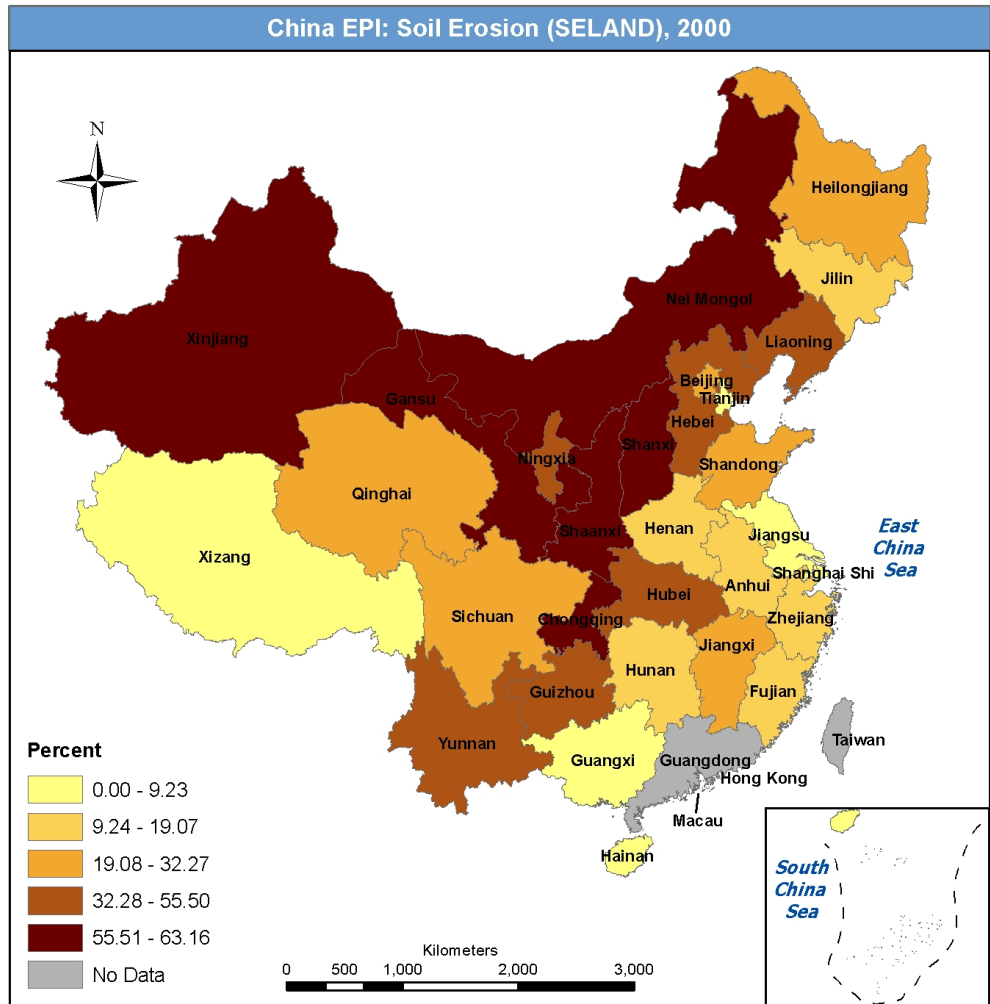 China EPI: Soil Erosion (SELAND), 2000
N
Heilongjiang
Jilin
Nei Mongol
Xinjiang
Liaoning
Beijing
Tianjin
Gansu
Hebei
Shanxi
Ningxia
Shandong
Qinghai
Shaanxi
Henan
Jiangsu
East
China
Sea
Xizang
Shanghai Shi
Anhui
Hubei
Sichuan
Chongqing
Zhejiang
Jiangxi
Hunan
Guizhou
Fujian
Yunnan
Guangxi
Guangdong
Taiwan
Hong Kong
Macau
Hainan
Percent
0.00 - 9.23
9.24 - 19.07
19.08 - 32.27
32.28 - 55.50
55.51 - 63.16
No Data
Kilometers
0 500 1,000 2,000 3,000
South
China
Sea